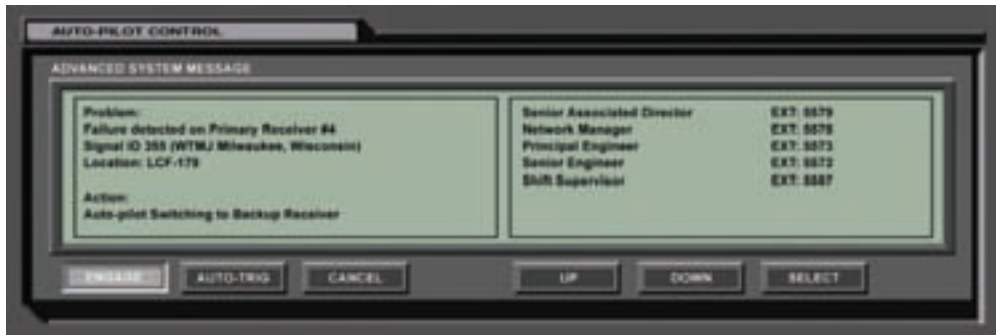 AUTO-PILOT CONTROL
ADVANCED SYSTEM MESSAGE
Problem:
Failure detected on Primary Receiver #4
Signal ID 355 (WTMJ Milwaukee, Wisconsin)
Location: LCF-179
Action:
Auto-pilot Switching to Backup Receiver
Senior Associated Director EXT: 5579
Network Manager EXT: 5578
Principal Engineer EXT: 5573
Senior Engineer EXT: 5572
Shift Supervisor EXT: 5587
ENGAGE
AUTO-TRIG
CANCEL
UP
DOWN
SELECT